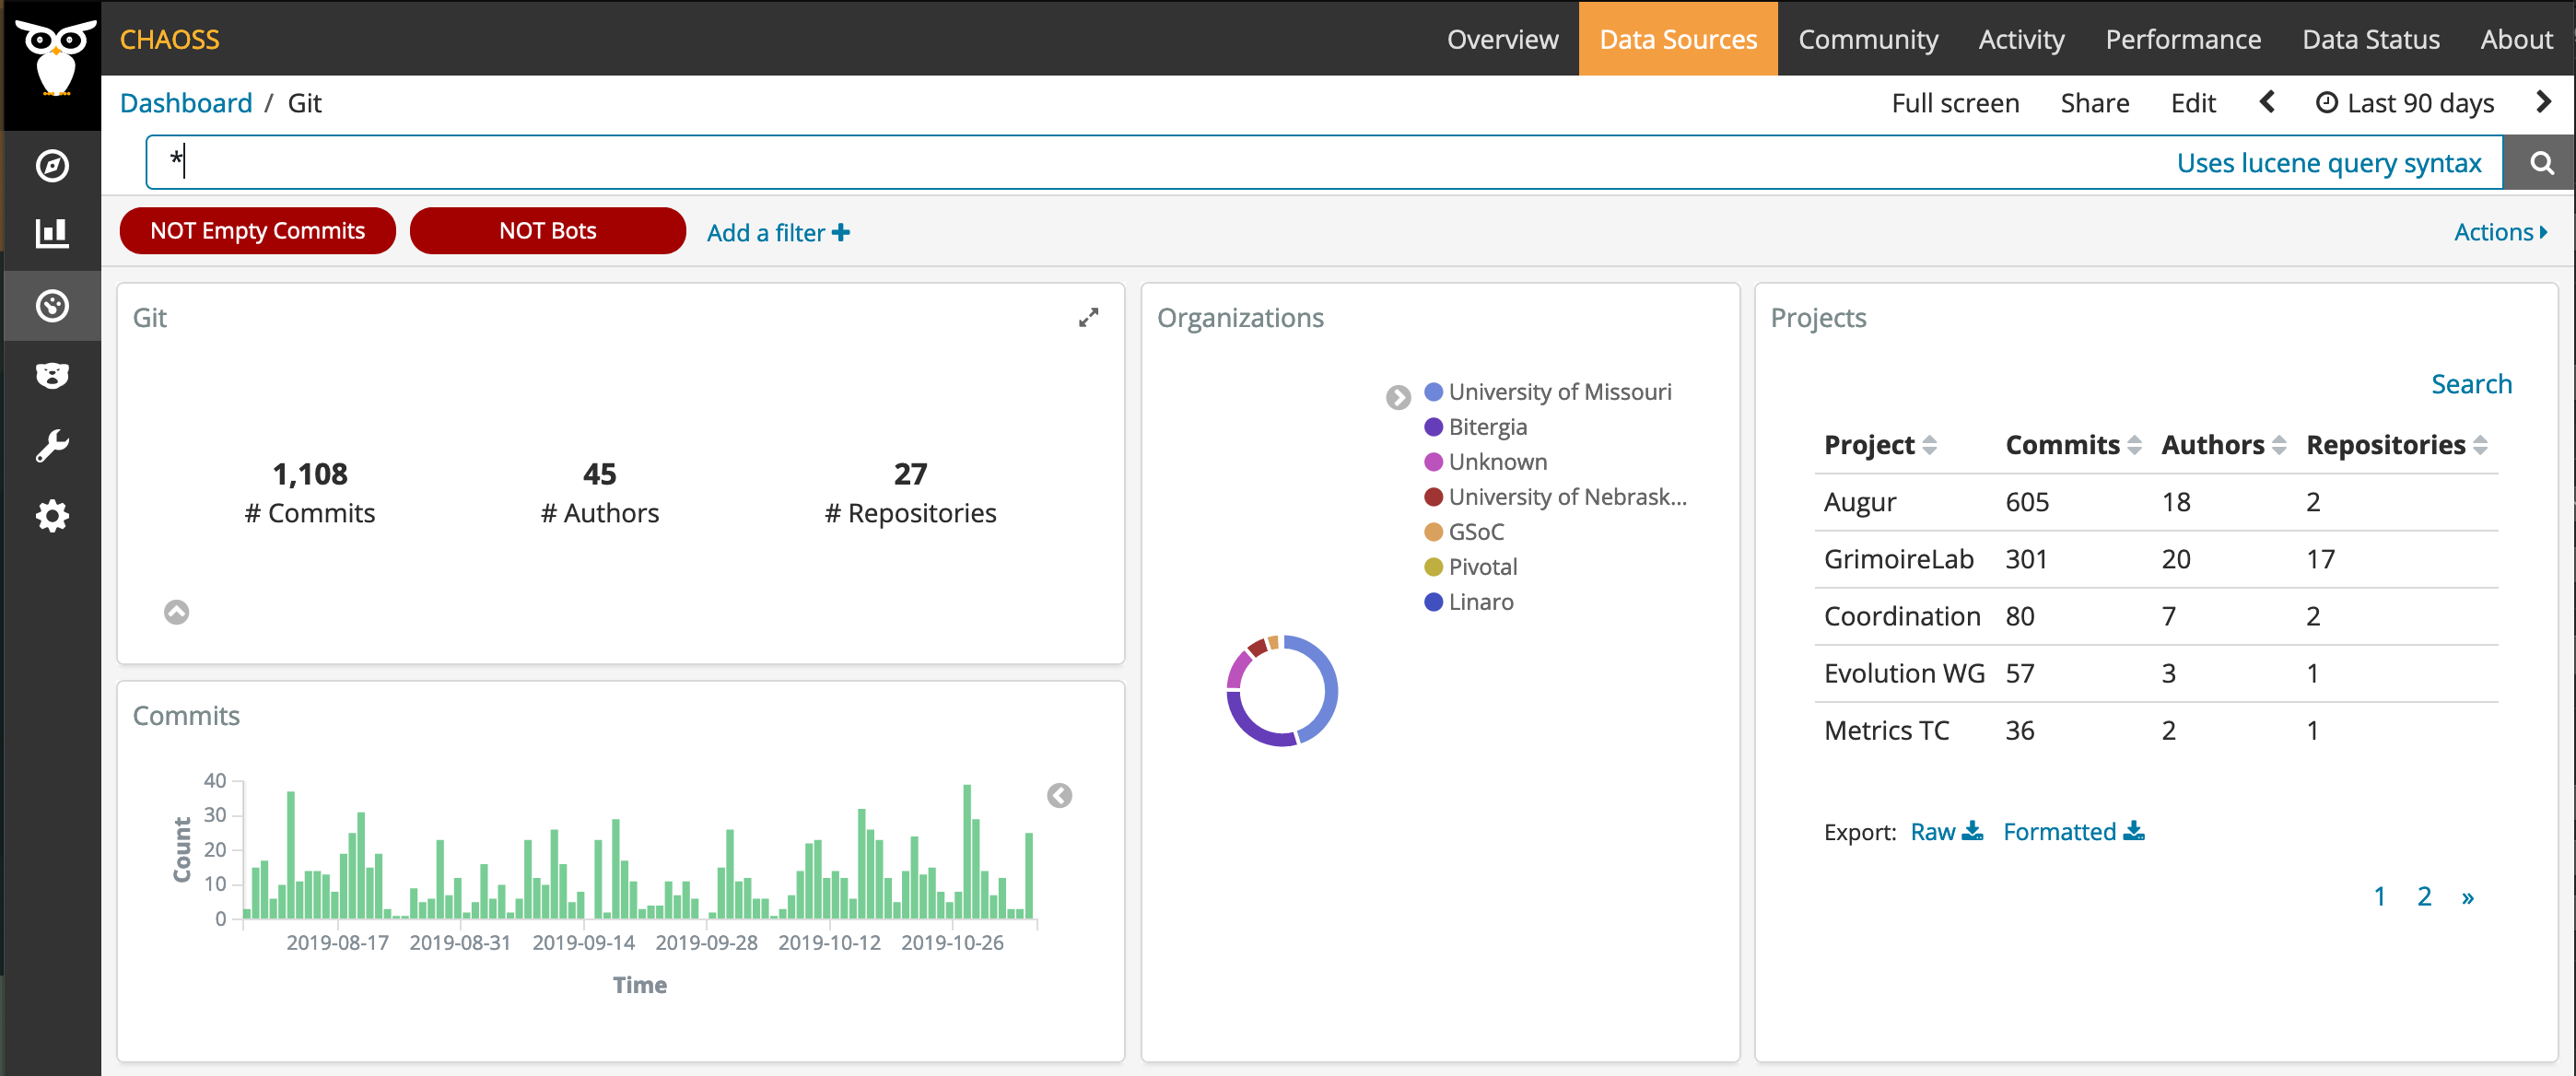 CHAOSS Overview Data Sources Community Activity Performance Data Status About
Dashboard / Git Full screen Share Edit Last 90 days
* Uses lucene query syntax
NOT Empty Commits NOT Bots Add a filter Actions
Git
1,108 45 27
# Commits # Authors # Repositories
Commits
40
30
20
10
0
Count
2019-08-17 2019-08-31 2019-09-14 2019-09-28 2019-10-12 2019-10-26
Time
Organizations
University of Missouri
Bitergia
Unknown
University of Nebrask...
GSoC
Pivotal
Linaro
Projects
Search
Project Commits Authors Repositories
Augur 605 18 2
GrimoireLab 301 20 17
Coordination 80 7 2
Evolution WG 57 3 1
Metrics TC 36 2 1
Export: Raw Formatted
1 2 »